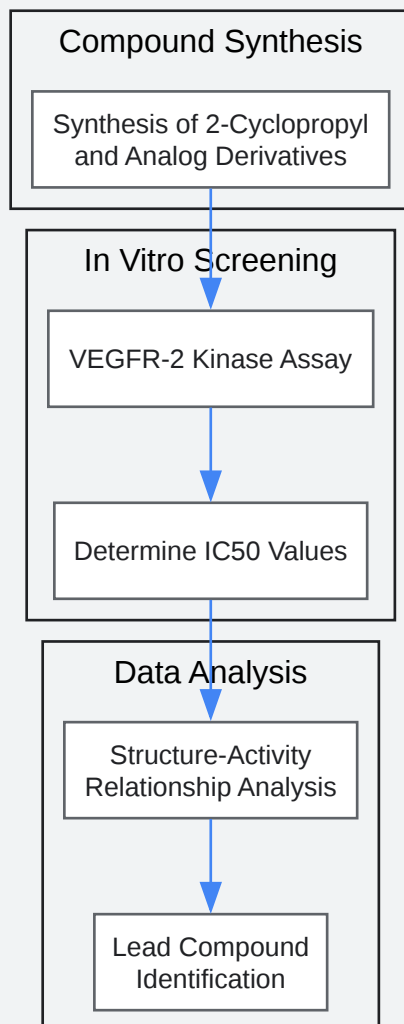 Compound Synthesis
Synthesis of 2-Cyclopropyl
and Analog Derivatives
In Vitro Screening
VEGFR-2 Kinase Assay
Determine IC50 Values
Data Analysis
Structure-Activity
Relationship Analysis
Lead Compound
Identification